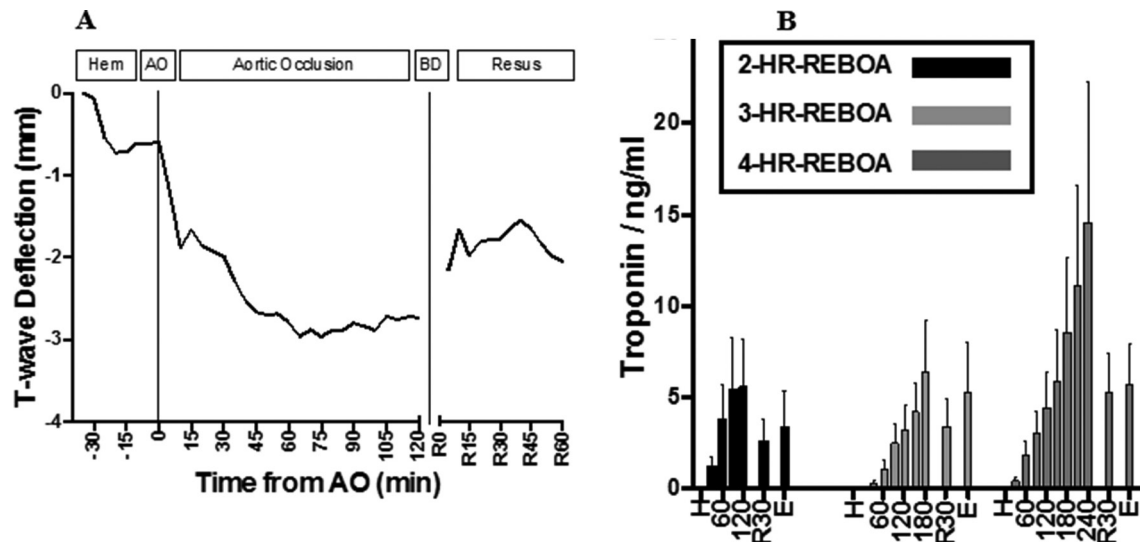 A
Hem
AO
Aortic Occlusion
BD
Resus
T-wave Deflection (mm)
0
-1
-2
-3
-4
-30
-15
0
15
30
45
60
75
90
105
120
R0
R15
R30
R45
R60
Time from AO (min)
B
2-HR-REBOA
3-HR-REBOA
4-HR-REBOA
Troponin / ng/ml
20
15
10
5
0
H
60
120
R30
E
H
60
120
180
R30
E
H
60
120
180
240
R30
E